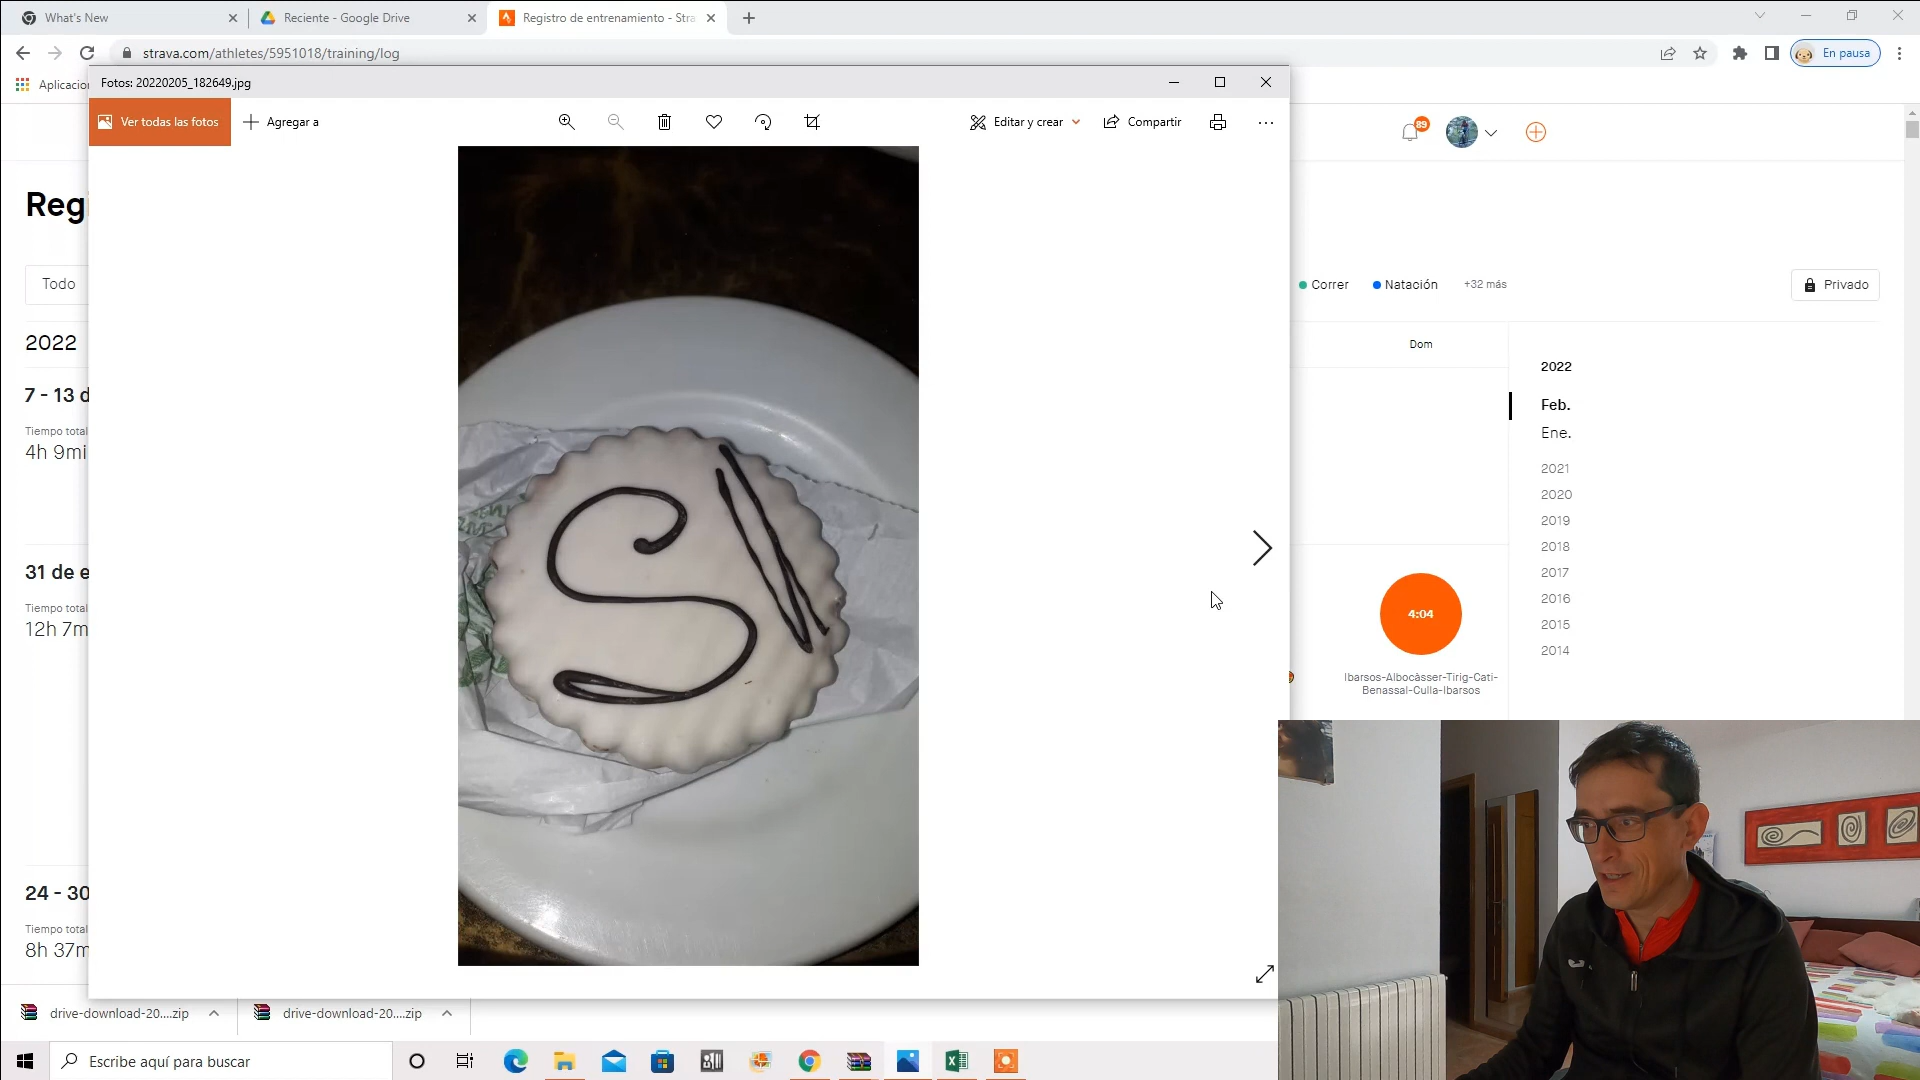 What's New
Reciente - Google Drive
Registro de entrenamiento - Stra
strava.com/athletes/5951018/training/log
En pausa
Aplicacio
Fotos: 20220205_182649.jpg
Ver todas las fotos
Agregar a
Editar y crear
Compartir
89
Regi
Todo
Correr
Natación
+32 más
Privado
2022
Dom
7 - 13 d
Tiempo total
4h 9mi
2022
Feb.
Ene.
2021
2020
2019
2018
2017
2016
2015
2014
31 de e
Tiempo total
12h 7m
4:04
Ibarsos-Albocàsser-Tirig-Cati-
Benassal-Culla-Ibarsos
24 - 30
Tiempo total
8h 37m
drive-download-20....zip
drive-download-20....zip
Escribe aquí para buscar